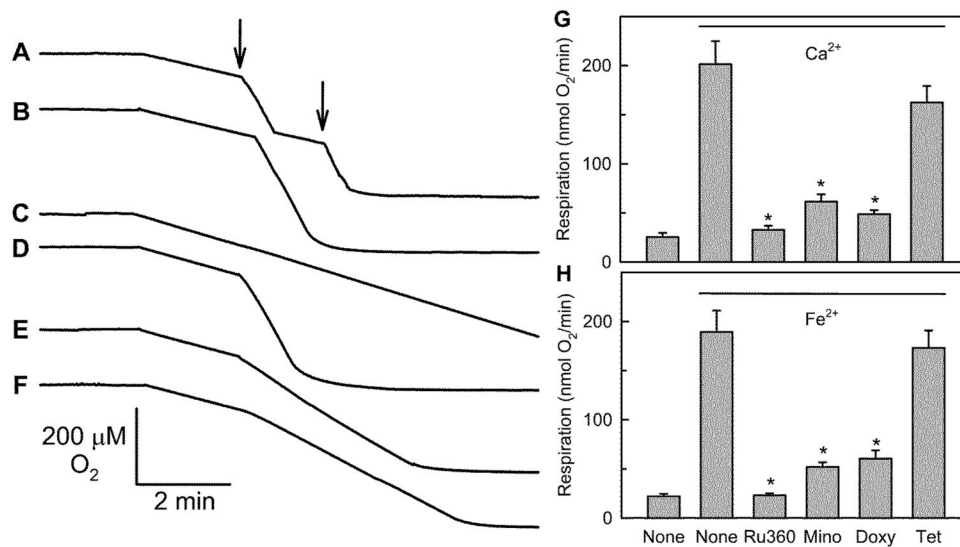 A
B
C
D
E
F
200 μM
O₂
2 min
G
Respiration (nmol O₂/min)
200
100
0
Ca²⁺
*
*
*
H
Respiration (nmol O₂/min)
200
100
0
Fe²⁺
*
*
*
None None Ru360 Mino Doxy Tet